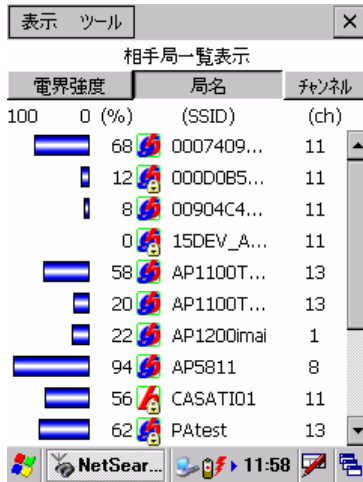 表示 ツール ×
相手局一覧表示
電界強度 局名 チャンネル
100 0 (%) (SSID) (ch)
68 0007409... 11
12 000D0B5... 11
8 00904C4... 11
0 15DEV_A... 11
58 AP1100T... 13
20 AP1100T... 13
22 AP1200imai 1
94 AP5811 8
56 CASATI01 11
62 PAtest 13
NetSear... 11:58